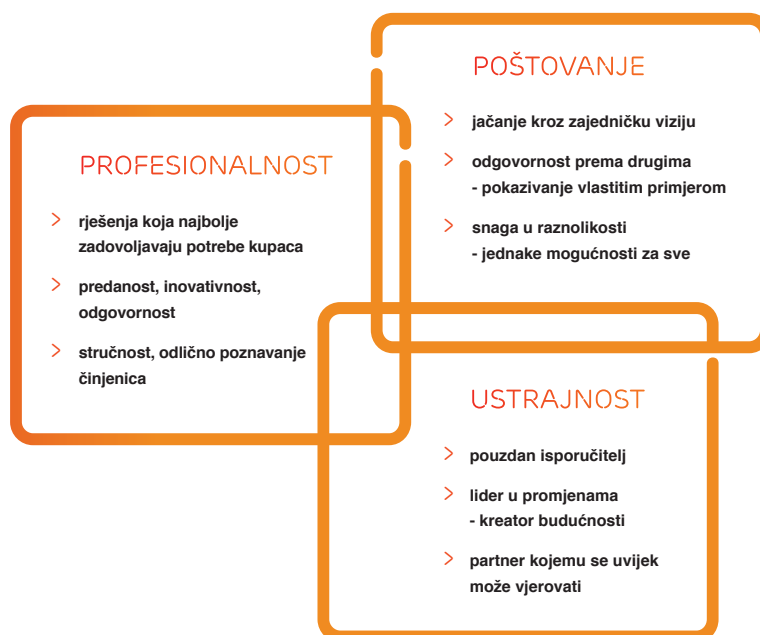 PROFESIONALNOST
> rješenja koja najbolje
zadovoljavaju potrebe kupaca
> predanost, inovativnost,
odgovornost
> stručnost, odlično poznavanje
činjenica
POŠTOVANJE
> jačanje kroz zajedničku viziju
> odgovornost prema drugima
- pokazivanje vlastitim primjerom
> snaga u raznolikosti
- jednake mogućnosti za sve
USTRAJNOST
> pouzdan isporučitelj
> lider u promjenama
- kreator budućnosti
> partner kojemu se uvijek
može vjerovati